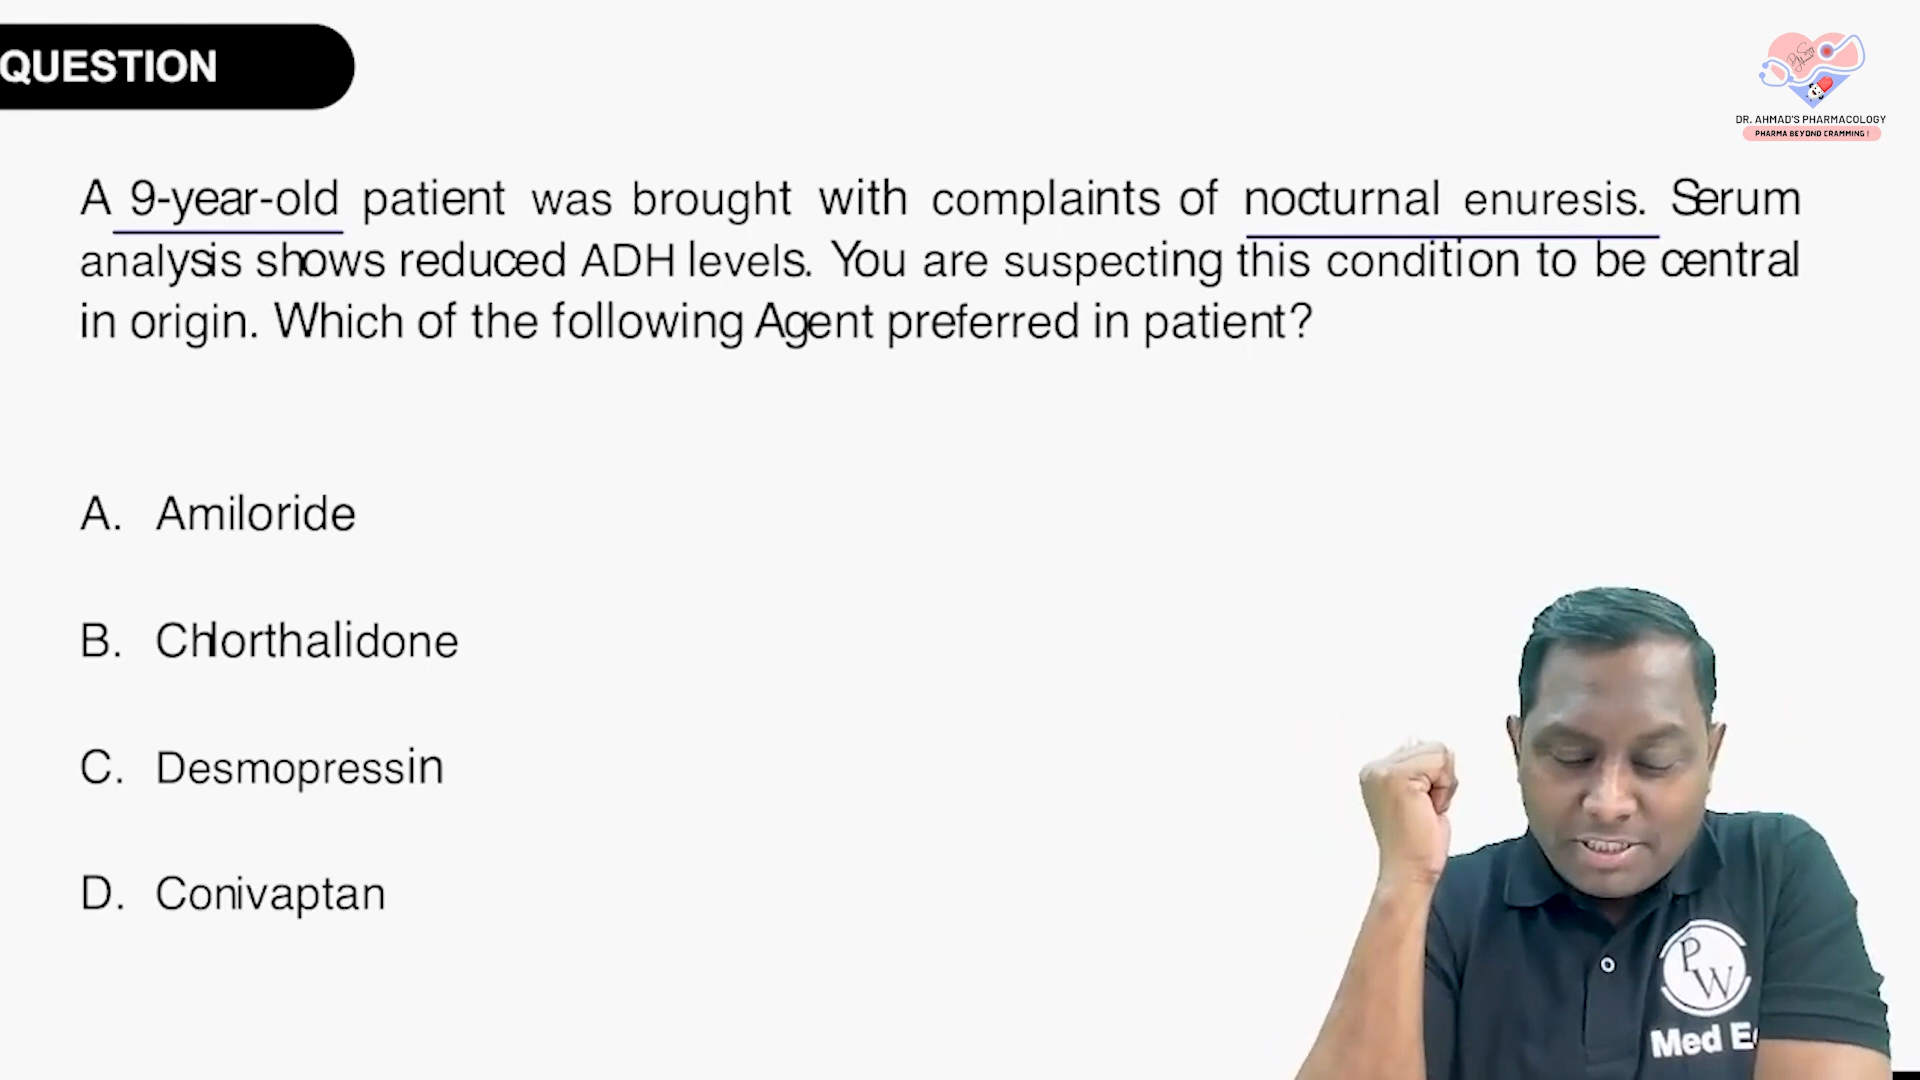 QUESTION
DR. AHMAD'S PHARMACOLOGY
PHARMA BEYOND CRAMMING !
A 9-year-old patient was brought with complaints of nocturnal enuresis. Serum
analysis shows reduced ADH levels. You are suspecting this condition to be central
in origin. Which of the following Agent preferred in patient?
A. Amiloride
B. Chlorthalidone
C. Desmopressin
D. Conivaptan
PW
Med E